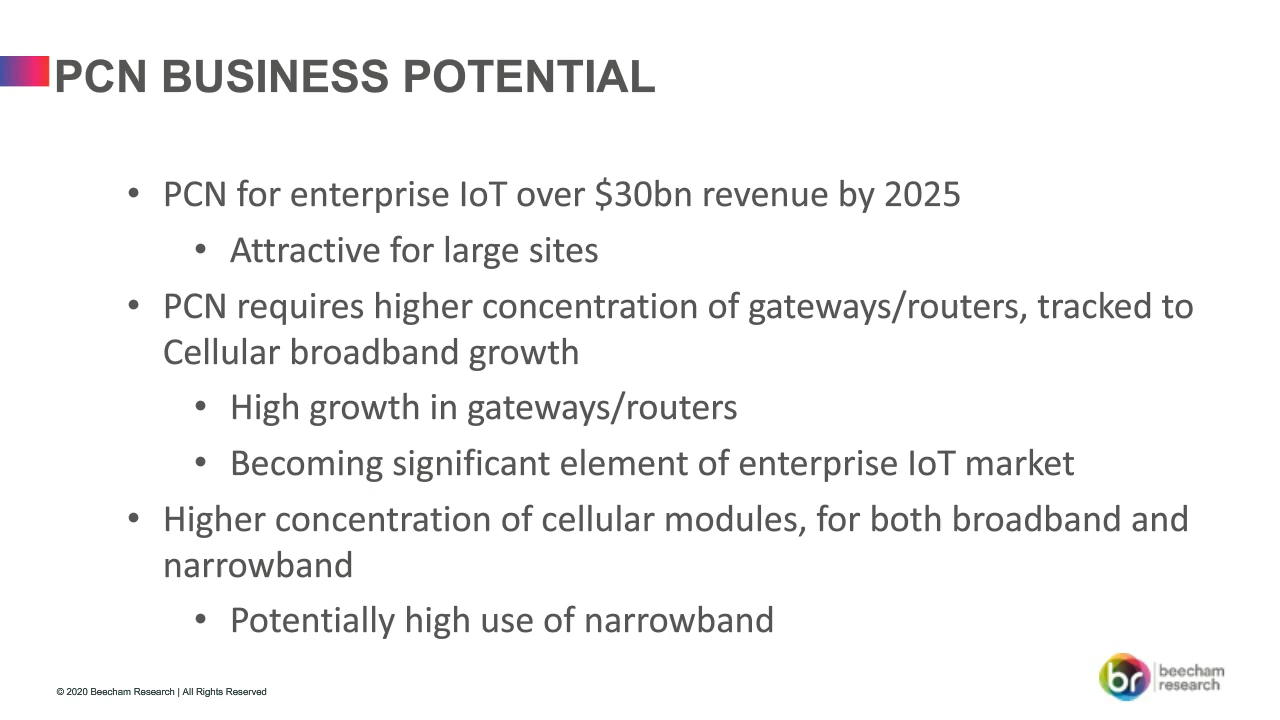 PCN BUSINESS POTENTIAL
• PCN for enterprise IoT over $30bn revenue by 2025
• Attractive for large sites
• PCN requires higher concentration of gateways/routers, tracked to
Cellular broadband growth
• High growth in gateways/routers
• Becoming significant element of enterprise IoT market
• Higher concentration of cellular modules, for both broadband and
narrowband
• Potentially high use of narrowband
© 2020 Beecham Research | All Rights Reserved
br
beecham
research